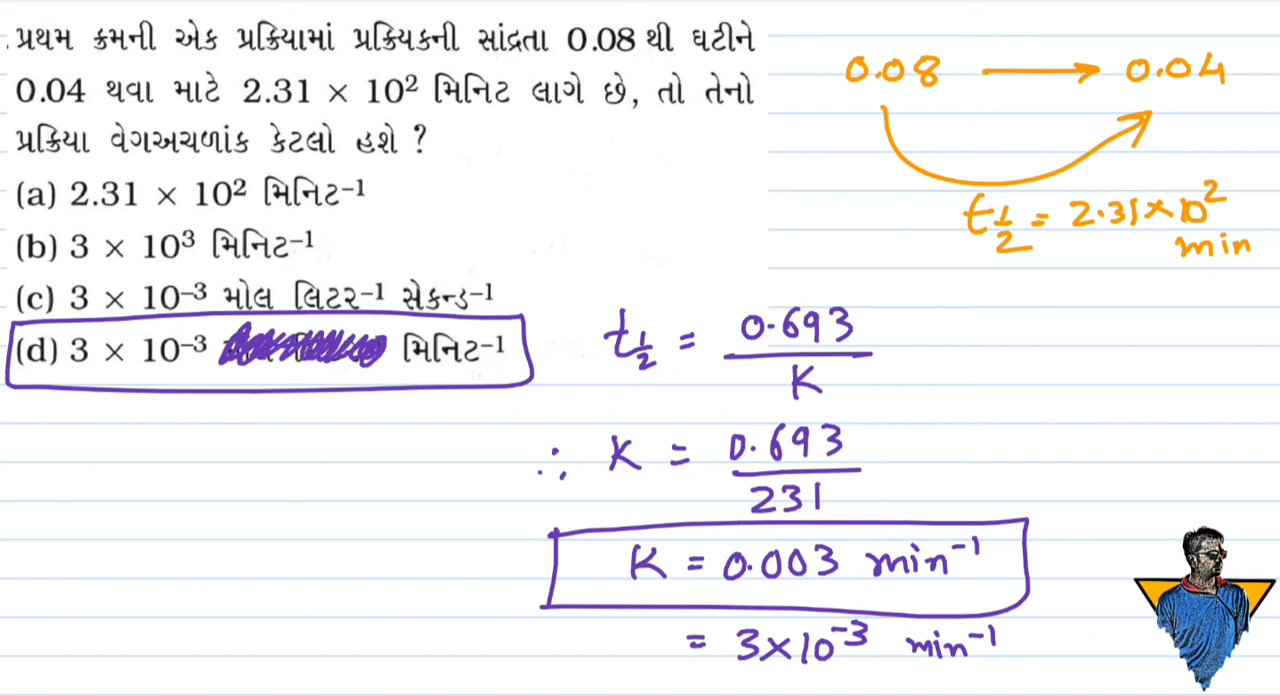 પ્રથમ ક્રમની એક પ્રક્રિયામાં પ્રક્રિયકની સાંદ્રતા 0.08 થી ઘટીને
0.04 થવા માટે 2.31 × 10² મિનિટ લાગે છે, તો તેનો
પ્રક્રિયા વેગઅચળાંક કેટલો હશે ?
(a) 2.31 × 10² મિનિટ⁻¹
(b) 3 × 10³ મિનિટ⁻¹
(c) 3 × 10⁻³ મોલ લિટર⁻¹ સેકન્ડ⁻¹
(d) 3 × 10⁻³ મિનિટ⁻¹
0.08 → 0.04
t½ = 2.31×10²
min
t½ = 0.693
K
∴ K = 0.693
231
K = 0.003 min⁻¹
= 3×10⁻³ min⁻¹